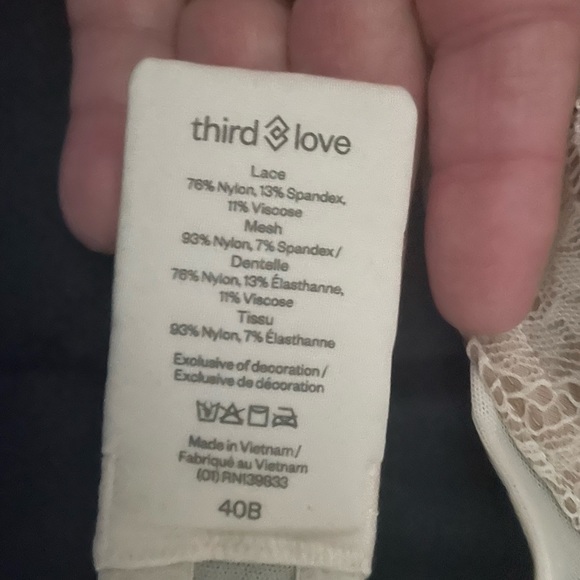 third love
Lace
76% Nylon, 13% Spandex,
11% Viscose
Mesh
93% Nylon, 7% Spandex/
Dentelle
76% Nylon, 13% Élasthanne,
11% Viscose
Tissu
93% Nylon, 7% Élasthanne
Exclusive of decoration/
Exclusive de décoration
Made in Vietnam/
Fabriqué au Vietnam
(01) RN139833
40B